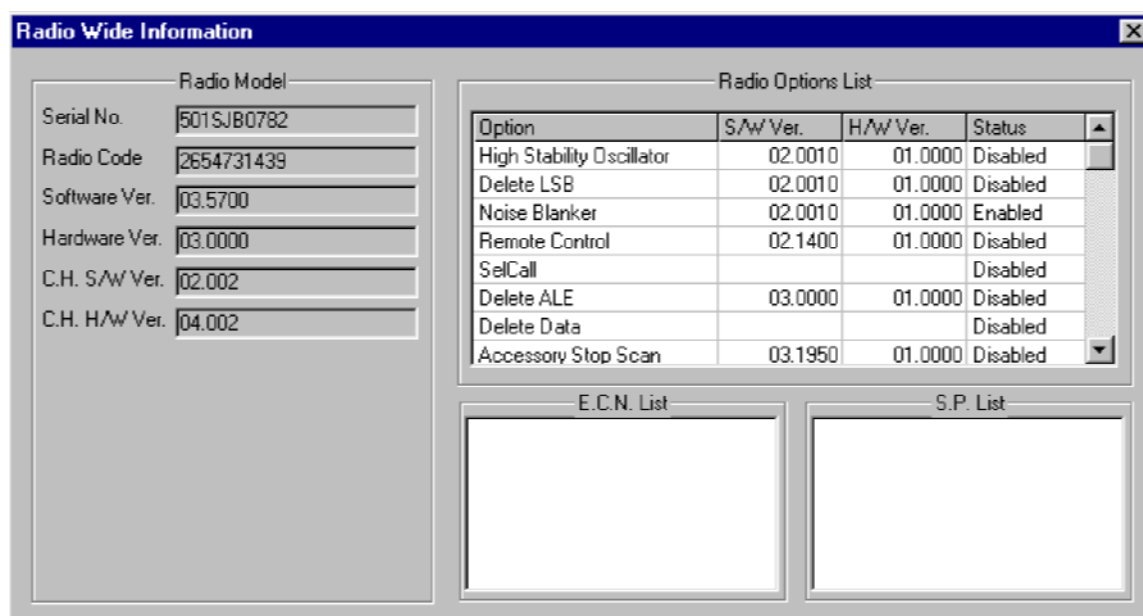 Radio Wide Information
Radio Model
Serial No. 501SJB0782
Radio Code 2654731439
Software Ver. 03.5700
Hardware Ver. 03.0000
C.H. S/W Ver. 02.002
C.H. H/W Ver. 04.002
Radio Options List
Option S/W Ver. H/W Ver. Status
High Stability Oscillator 02.0010 01.0000 Disabled
Delete LSB 02.0010 01.0000 Disabled
Noise Blanker 02.0010 01.0000 Enabled
Remote Control 02.1400 01.0000 Disabled
SelCall Disabled
Delete ALE 03.0000 01.0000 Disabled
Delete Data Disabled
Accessory Stop Scan 03.1950 01.0000 Disabled
E.C.N. List
S.P. List